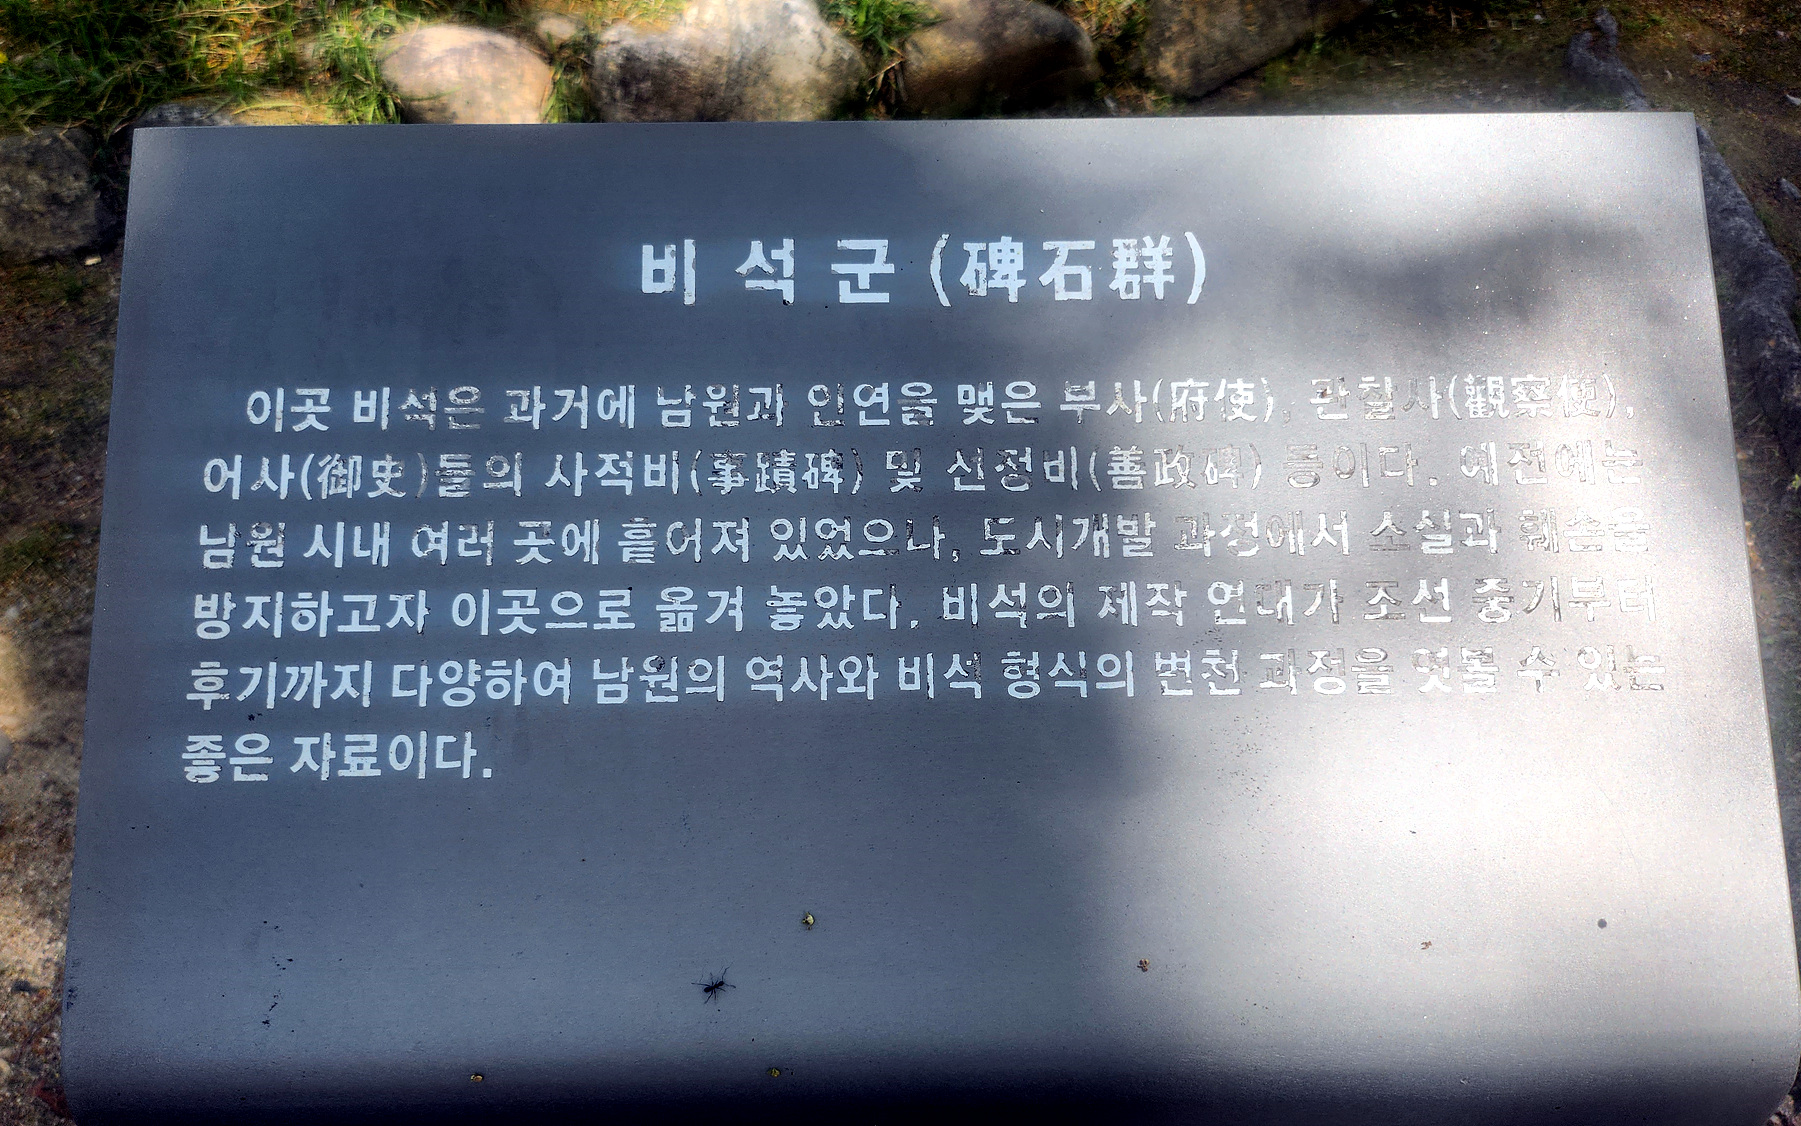 비석군(碑石群)
이곳 비석은 과거에 남원과 인연을 맺은 부사(府使), 관찰사(觀察使),
어사(御史)들의 사적비(事蹟碑) 및 선정비(善政碑) 등이다. 예전에는
남원 시내 여러 곳에 흩어져 있었으나, 도시개발 과정에서 소실과 훼손을
방지하고자 이곳으로 옮겨 놓았다. 비석의 제작 연대가 조선 중기부터
후기까지 다양하여 남원의 역사와 비석 형식의 변천 과정을 엿볼 수 있는
좋은 자료이다.